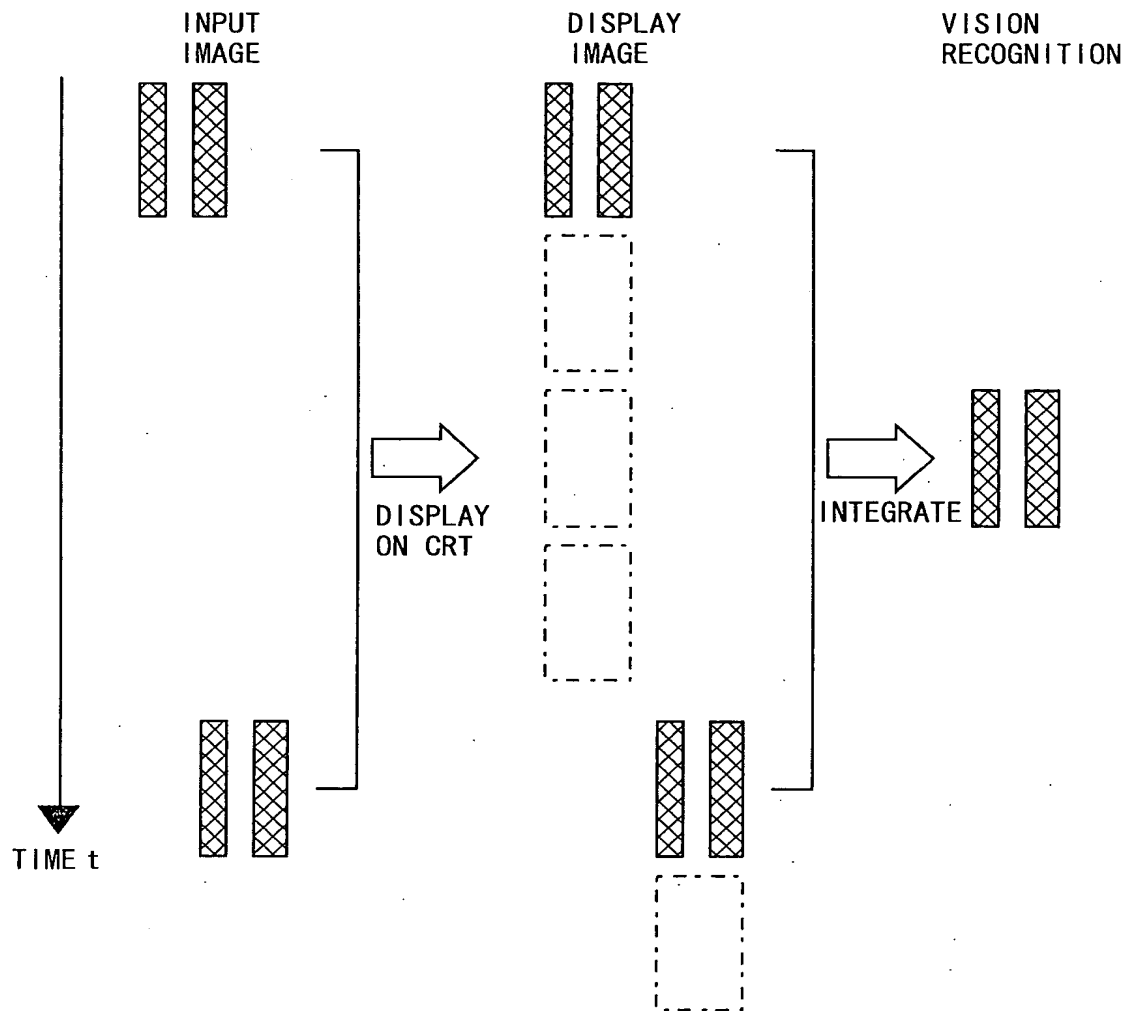 INPUT
IMAGE
DISPLAY
IMAGE
VISION
RECOGNITION
DISPLAY
ON CRT
INTEGRATE
TIME t